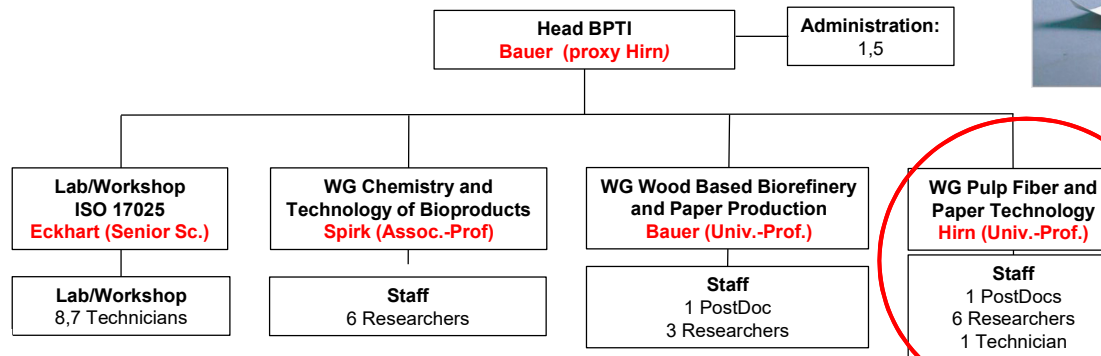 Head BPTI
Bauer (proxy Hirn)
Administration:
1,5
Lab/Workshop
ISO 17025
Eckhart (Senior Sc.)
WG Chemistry and
Technology of Bioproducts
Spirk (Assoc.-Prof)
WG Wood Based Biorefinery
and Paper Production
Bauer (Univ.-Prof.)
WG Pulp Fiber and
Paper Technology
Hirn (Univ.-Prof.)
Lab/Workshop
8,7 Technicians
Staff
6 Researchers
Staff
1 PostDoc
3 Researchers
Staff
1 PostDocs
6 Researchers
1 Technician